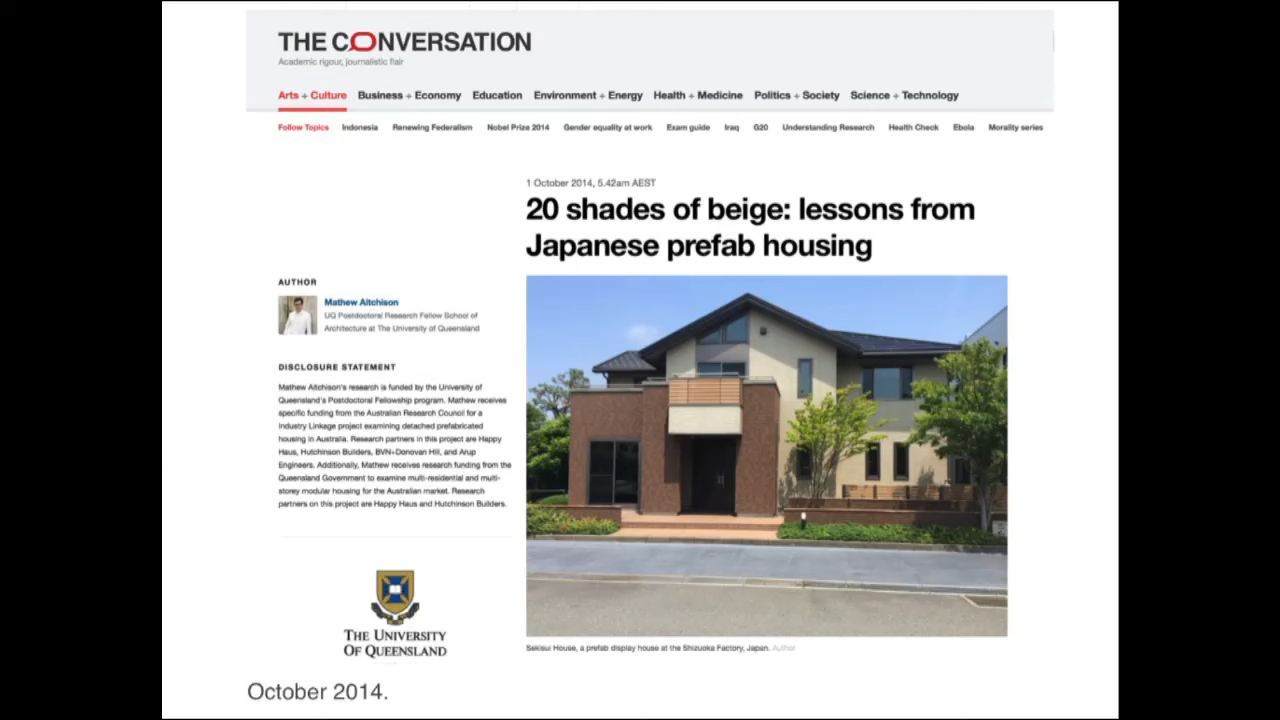 THE CONVERSATION
Academic rigour, journalistic flair
Arts + Culture Business + Economy Education Environment + Energy Health + Medicine Politics + Society Science + Technology
Follow Topics Indonesia Renewing Federalism Nobel Prize 2014 Gender equality at work Exam guide Iraq G20 Understanding Research Health Check Ebola Morality series
1 October 2014, 5.42am AEST
20 shades of beige: lessons from
Japanese prefab housing
AUTHOR
Mathew Aitchison
UQ Postdoctoral Research Fellow School of
Architecture at The University of Queensland
DISCLOSURE STATEMENT
Mathew Aitchison's research is funded by the University of
Queensland's Postdoctoral Fellowship program. Mathew receives
specific funding from the Australian Research Council for a
Industry Linkage project examining detached prefabricated
housing in Australia. Research partners in this project are Happy
Haus, Hutchinson Builders, BVN+Donovan Hill, and Arup
Engineers. Additionally, Mathew receives research funding from the
Queensland Government to examine multi-residential and multi-
storey modular housing for the Australian market. Research
partners on this project are Happy Haus and Hutchinson Builders.
THE UNIVERSITY
OF QUEENSLAND
Sekisui House, a prefab display house at the Shizuoka Factory, Japan. Author
October 2014.